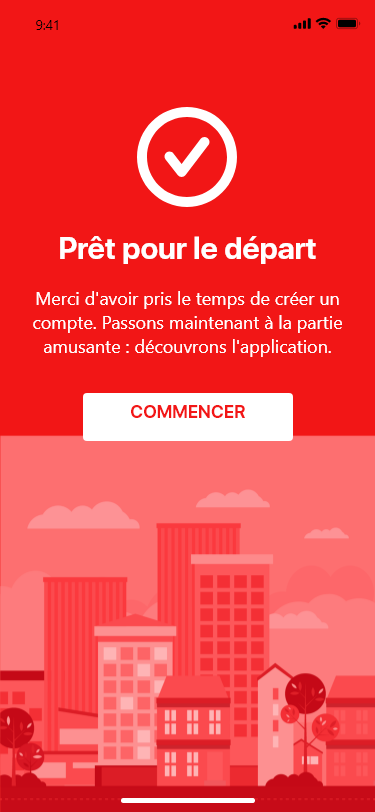 9:41
Prêt pour le départ
Merci d'avoir pris le temps de créer un
compte. Passons maintenant à la partie
amusante : découvrons l'application.
COMMENCER